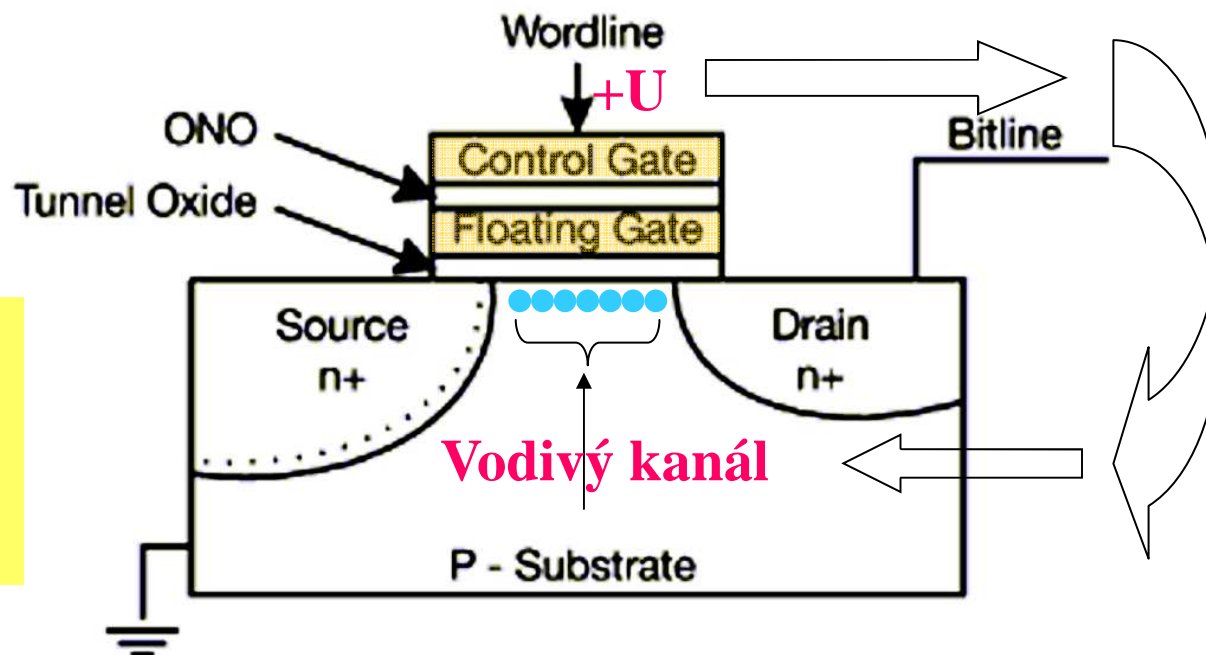 Wordline
+U
ONO
Bitline
Control Gate
Tunnel Oxide
Floating Gate
Source
n+
Drain
n+
Vodivý kanál
P - Substrate